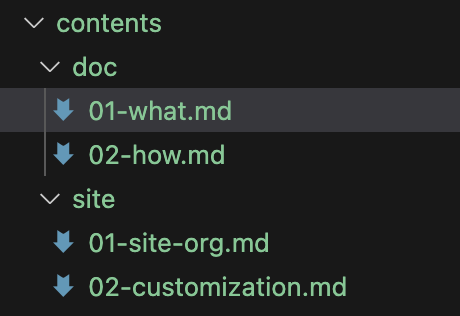 contents
doc
01-what.md
02-how.md
site
01-site-org.md
02-customization.md